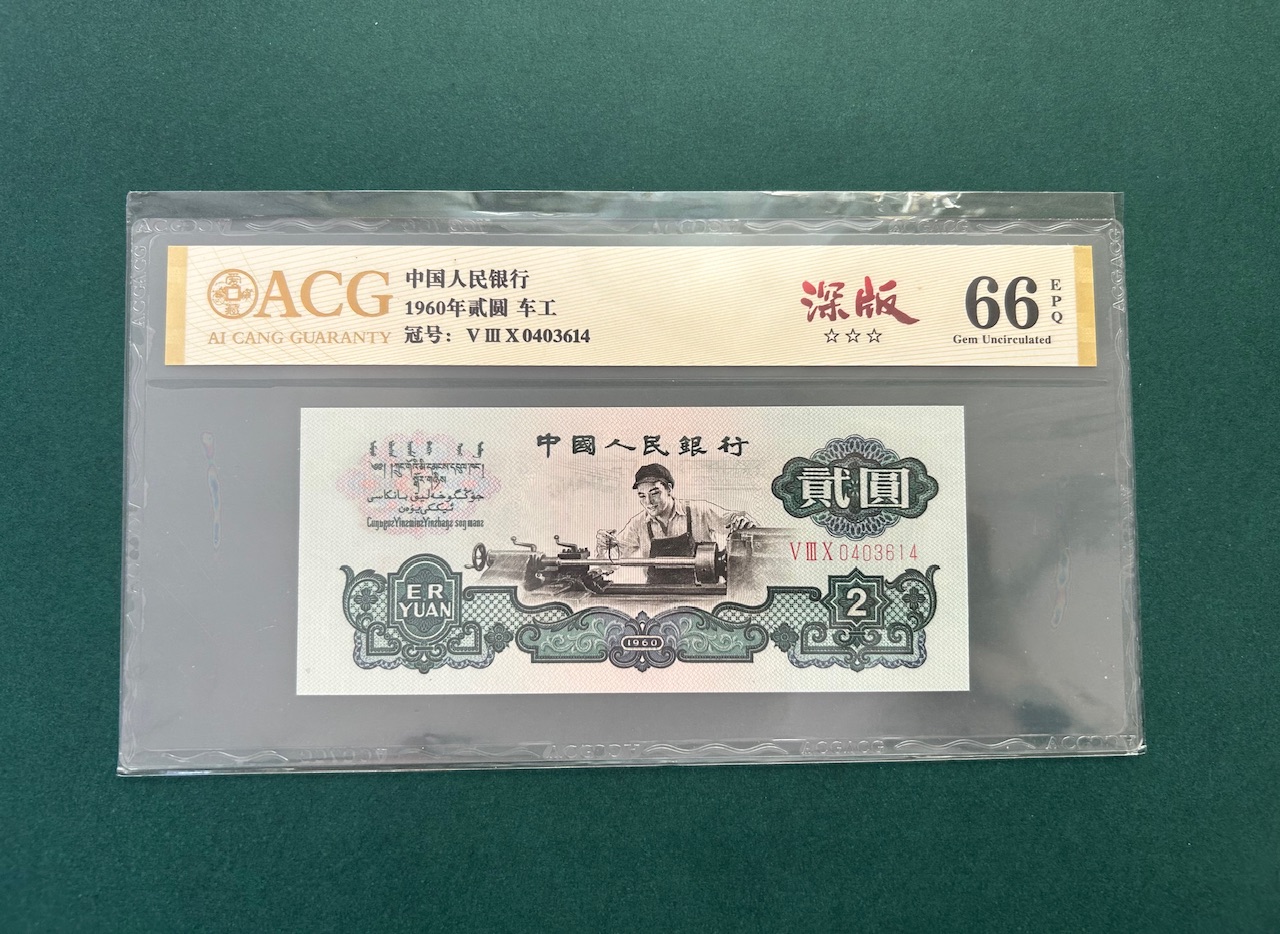 ACG
AI CANG GUARANTY
中国人民银行
1960年贰圆 车工
冠号：ⅤⅢⅩ0403614
深版
☆☆☆
66
EPQ
Gem Uncirculated
中國人民銀行
貳圓
ⅤⅢⅩ0403614
ER
YUAN
1960
2